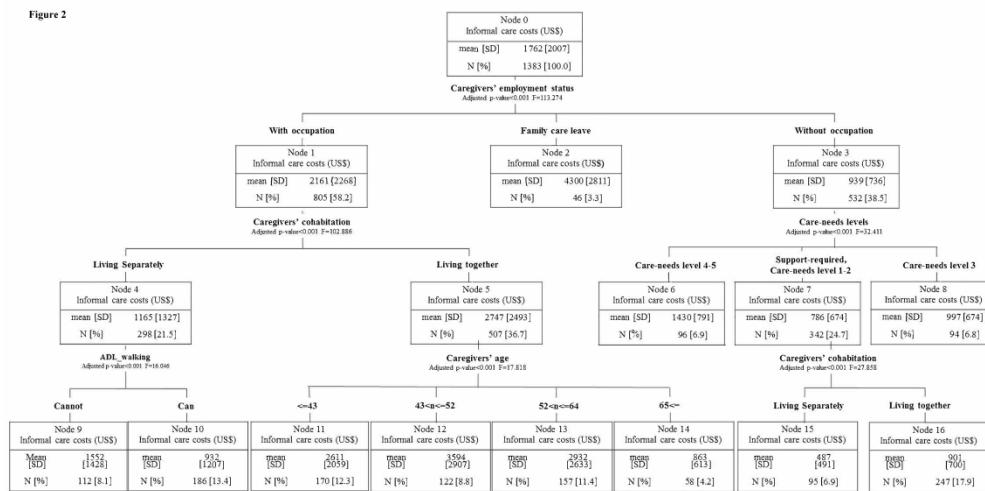 Figure 2
Node 0
Informal care costs (US$)
mean [SD] 1762 [2007]
N [%] 1383 [100.0]
Caregivers' employment status
Adjusted p-value<0.001 F=113.274
With occupation
Node 1
Informal care costs (US$)
mean [SD] 2161 [2268]
N [%] 805 [58.2]
Family care leave
Node 2
Informal care costs (US$)
mean [SD] 4300 [2811]
N [%] 46 [3.3]
Without occupation
Node 3
Informal care costs (US$)
mean [SD] 939 [736]
N [%] 532 [38.5]
Caregivers' cohabitation
Adjusted p-value<0.001 F=102.886
Care-needs levels
Adjusted p-value<0.001 F=32.411
Living Separately
Node 4
Informal care costs (US$)
mean [SD] 1165 [1327]
N [%] 298 [21.5]
Living together
Node 5
Informal care costs (US$)
mean [SD] 2747 [2493]
N [%] 507 [36.7]
Care-needs level 4-5
Node 6
Informal care costs (US$)
mean [SD] 1430 [791]
N [%] 96 [6.9]
Support-required,
Care-needs level 1-2
Node 7
Informal care costs (US$)
mean [SD] 786 [674]
N [%] 342 [24.7]
Care-needs level 3
Node 8
Informal care costs (US$)
mean [SD] 997 [674]
N [%] 94 [6.8]
ADL_walking
Adjusted p-value<0.001 F=16.046
Caregivers' age
Adjusted p-value<0.001 F=17.818
Caregivers' cohabitation
Adjusted p-value<0.001 F=27.858
Cannot
Node 9
Informal care costs (US$)
Mean 1552
[SD] [1428]
N [%] 112 [8.1]
Can
Node 10
Informal care costs (US$)
mean 932
[SD] [1207]
N [%] 186 [13.4]
<=43
Node 11
Informal care costs (US$)
mean 2611
[SD] [2059]
N [%] 170 [12.3]
43<n<=52
Node 12
Informal care costs (US$)
mean 3594
[SD] [2907]
N [%] 122 [8.8]
52<n<=64
Node 13
Informal care costs (US$)
mean 2932
[SD] [2633]
N [%] 157 [11.4]
65<=
Node 14
Informal care costs (US$)
mean 863
[SD] [613]
N [%] 58 [4.2]
Living Separately
Node 15
Informal care costs (US$)
mean 487
[SD] [491]
N [%] 95 [6.9]
Living together
Node 16
Informal care costs (US$)
mean 901
[SD] [700]
N [%] 247 [17.9]